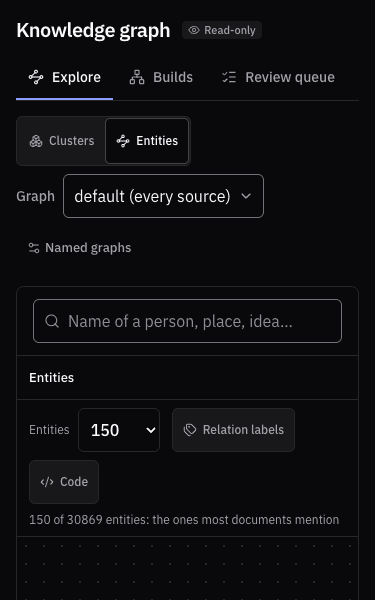 Knowledge graph
Read-only
Explore
Builds
Review queue
Clusters
Entities
Graph
default (every source)
Named graphs
Name of a person, place, idea...
Entities
Entities
150
Relation labels
Code
150 of 30869 entities: the ones most documents mention